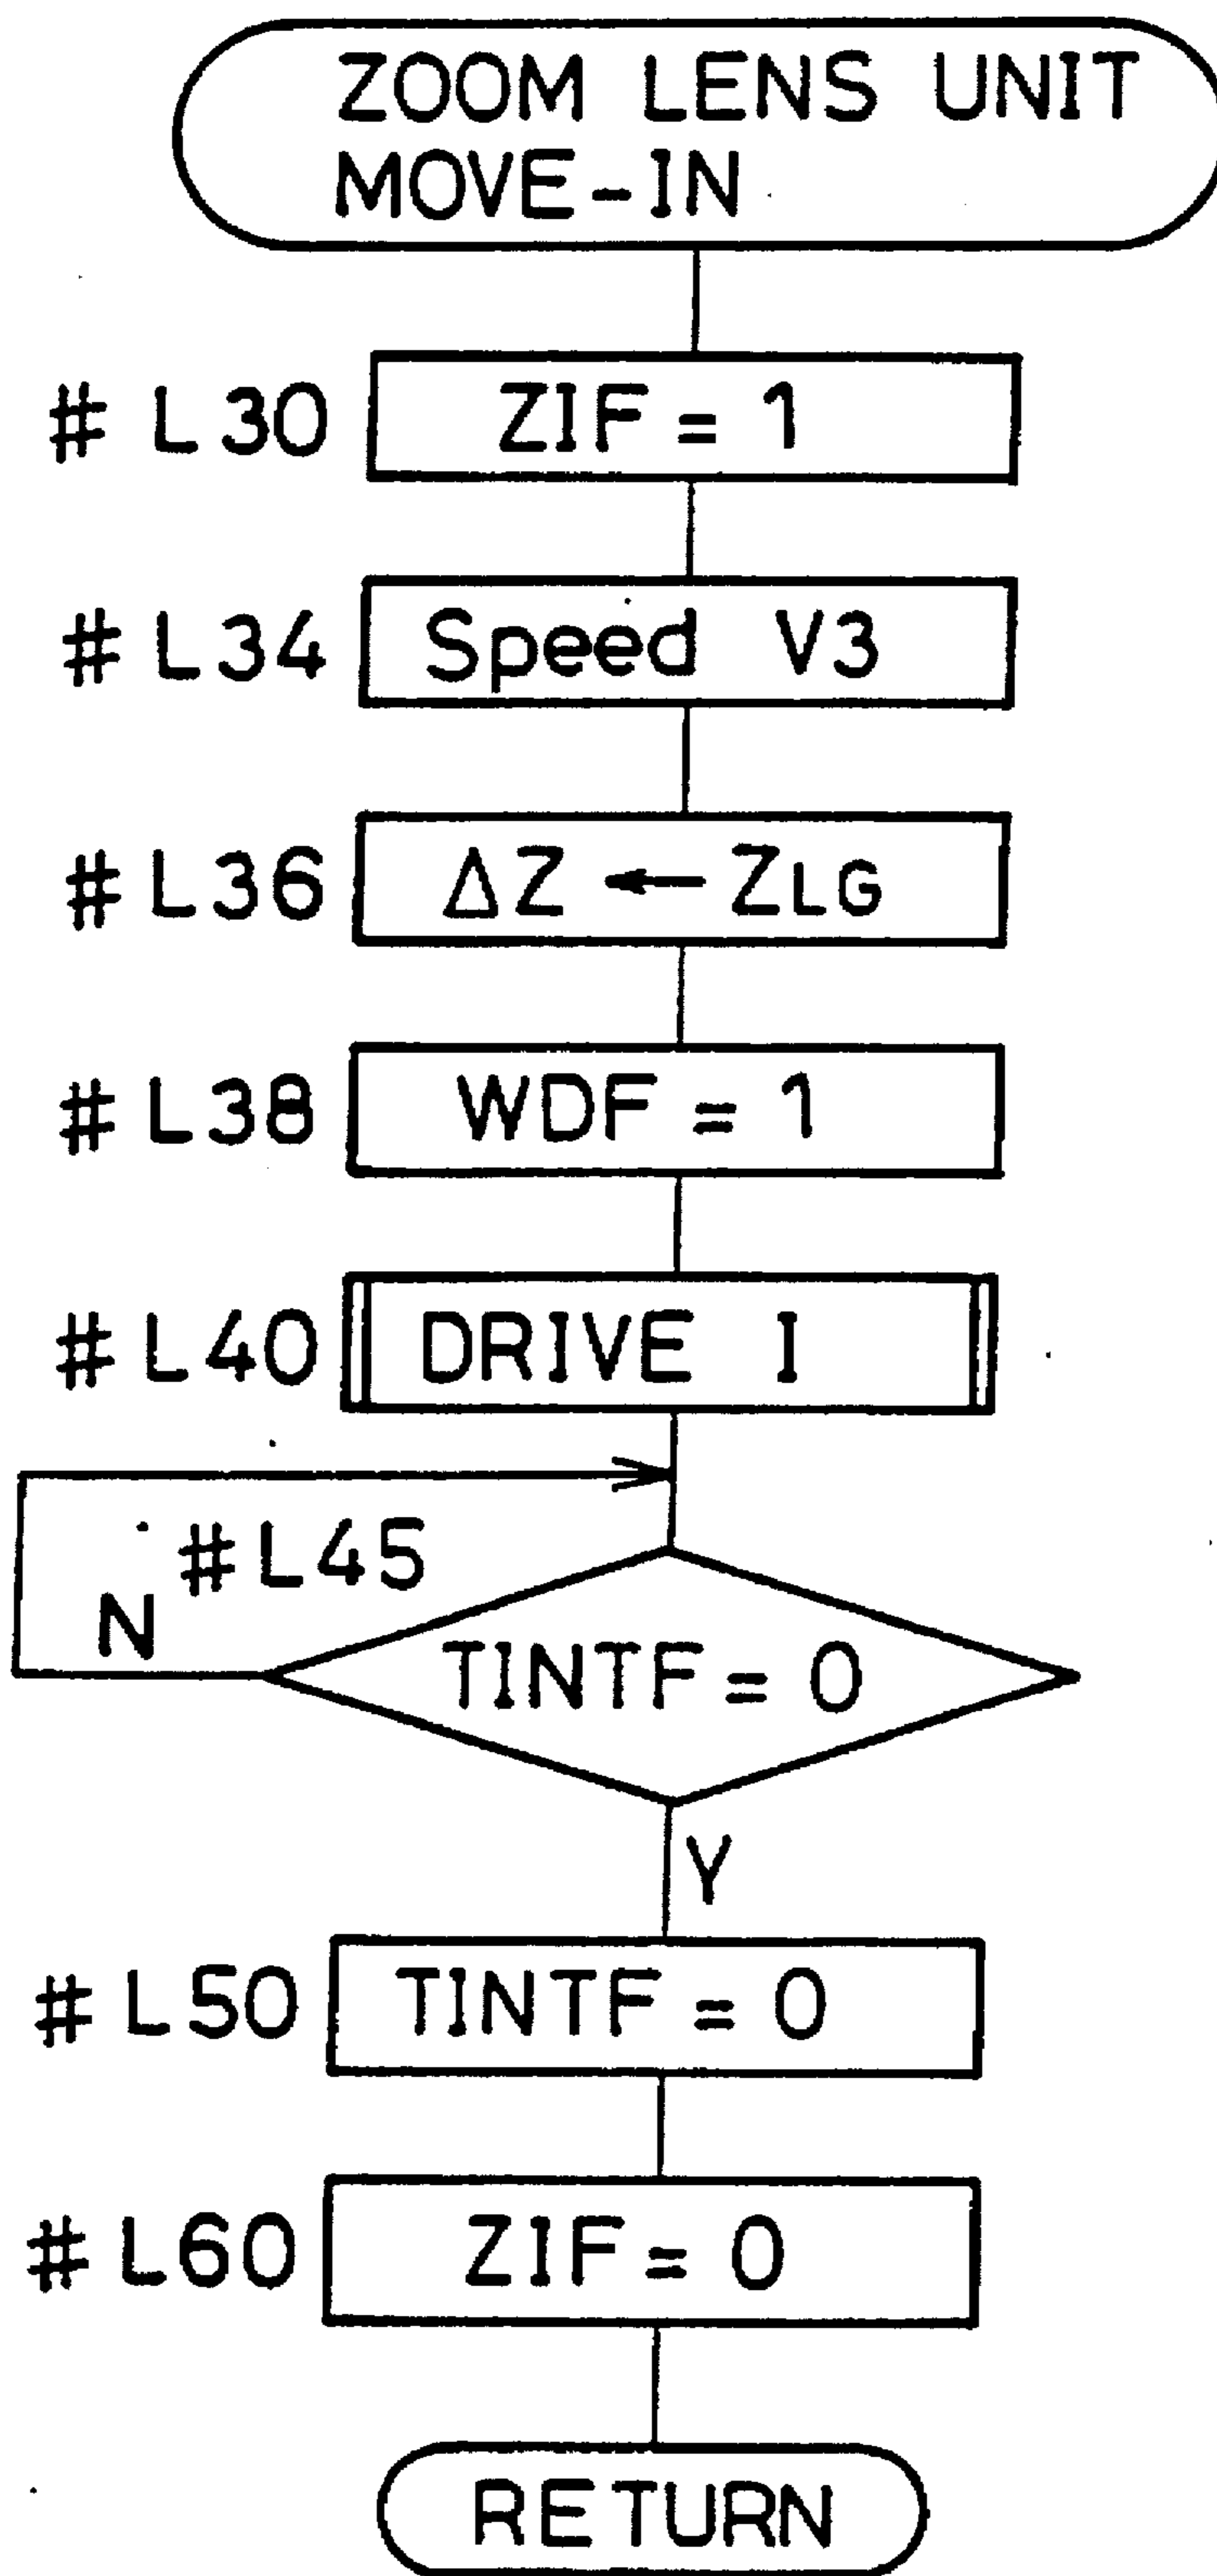 ZOOM LENS UNIT
MOVE-IN
# L30 ZIF = 1
# L34 Speed V3
# L36 ΔZ ← ZLG
# L38 WDF = 1
# L40 DRIVE I
# L45
N
TINTF = 0
Y
# L50 TINTF = 0
# L60 ZIF = 0
RETURN